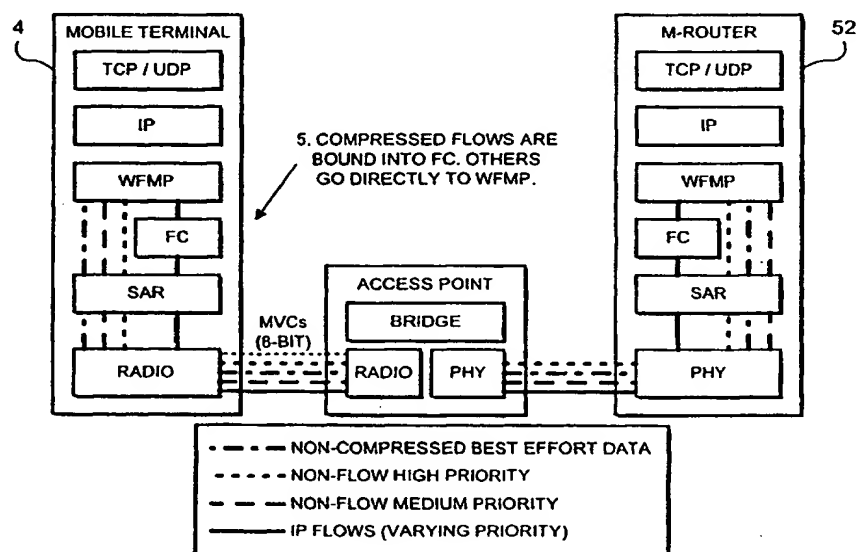 4
MOBILE TERMINAL
TCP / UDP
IP
WFMP
FC
SAR
RADIO
5. COMPRESSED FLOWS ARE
BOUND INTO FC. OTHERS
GO DIRECTLY TO WFMP.
MVCs
(8-BIT)
ACCESS POINT
BRIDGE
RADIO
PHY
M-ROUTER
52
TCP / UDP
IP
WFMP
FC
SAR
PHY
NON-COMPRESSED BEST EFFORT DATA
NON-FLOW HIGH PRIORITY
NON-FLOW MEDIUM PRIORITY
IP FLOWS (VARYING PRIORITY)